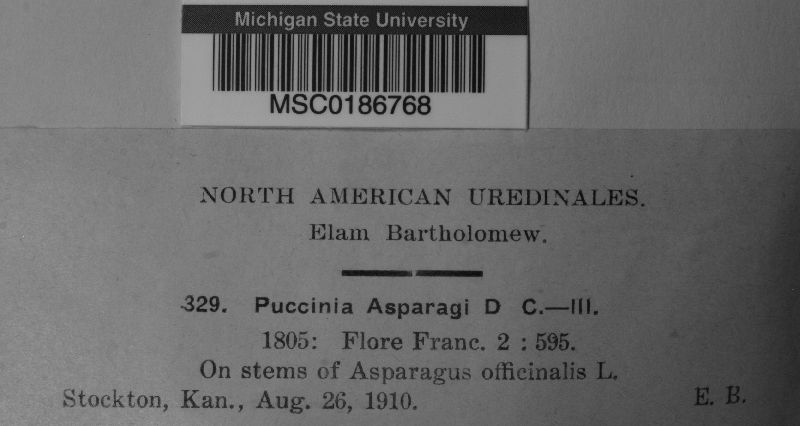 Michigan State University
MSC0186768
NORTH AMERICAN UREDINALES.
Elam Bartholomew.
329. Puccinia Asparagi D C.—III.
1805: Flore Franc. 2 : 595.
On stems of Asparagus officinalis L.
Stockton, Kan., Aug. 26, 1910. E. B.